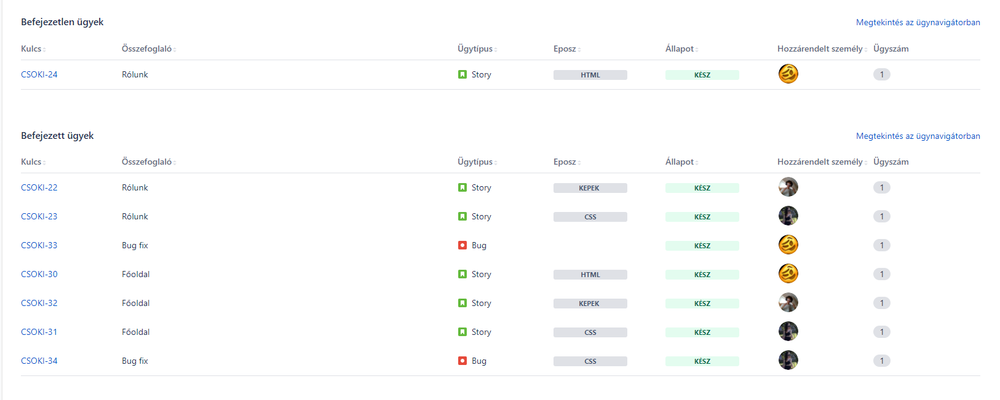 Befejezetlen ügyek Megtekintés az ügynavigátorban
Kulcs Összefoglaló Ügytípus Eposz Állapot Hozzárendelt személy Ügyszám
CSOKI-24 Rólunk Story HTML KÉSZ 1
Befejezett ügyek Megtekintés az ügynavigátorban
Kulcs Összefoglaló Ügytípus Eposz Állapot Hozzárendelt személy Ügyszám
CSOKI-22 Rólunk Story KEPEK KÉSZ 1
CSOKI-23 Rólunk Story CSS KÉSZ 1
CSOKI-33 Bug fix Bug KÉSZ 1
CSOKI-30 Főoldal Story HTML KÉSZ 1
CSOKI-32 Főoldal Story KEPEK KÉSZ 1
CSOKI-31 Főoldal Story CSS KÉSZ 1
CSOKI-34 Bug fix Bug CSS KÉSZ 1